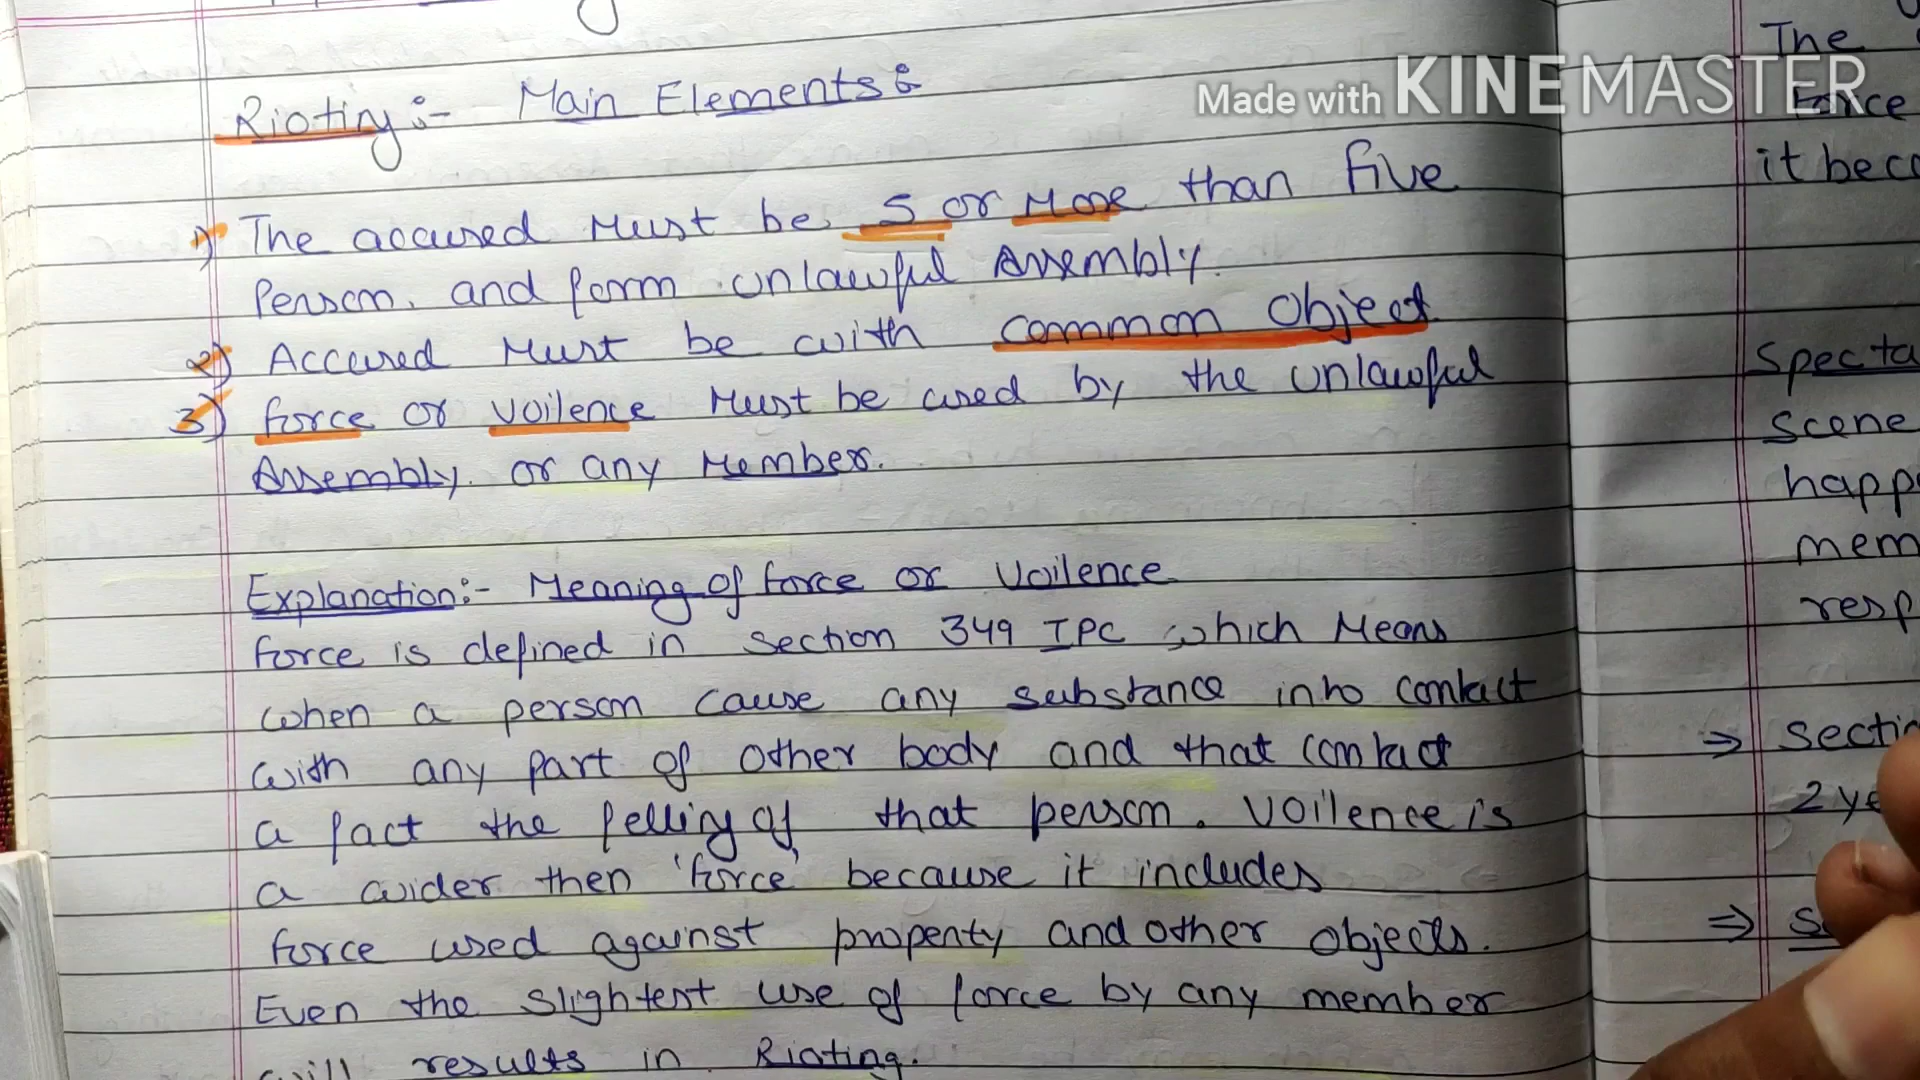 Rioting:- Main Elements:
Made with KINEMASTER
1) The accused Must be 5 or More than Five
Person. and form unlawful Assembly.
2) Accused Must be with common object
3) force or Voilence Must be used by the unlawful
Assembly. or any Member.
Explanation:- Meaning of force or Voilence
force is defined in section 349 IPC which Means
when a person cause any substance into contact
with any part of other body and that contact
a fact the felling of that person. Voilence is
a wider then 'force' because it includes
force used against property and other objects.
Even the slightest use of force by any member
will results in Rioting.
The
Force
it bec
Specta
Scene
happ
mem
resp
⇒ Secti
2 ye
⇒ S